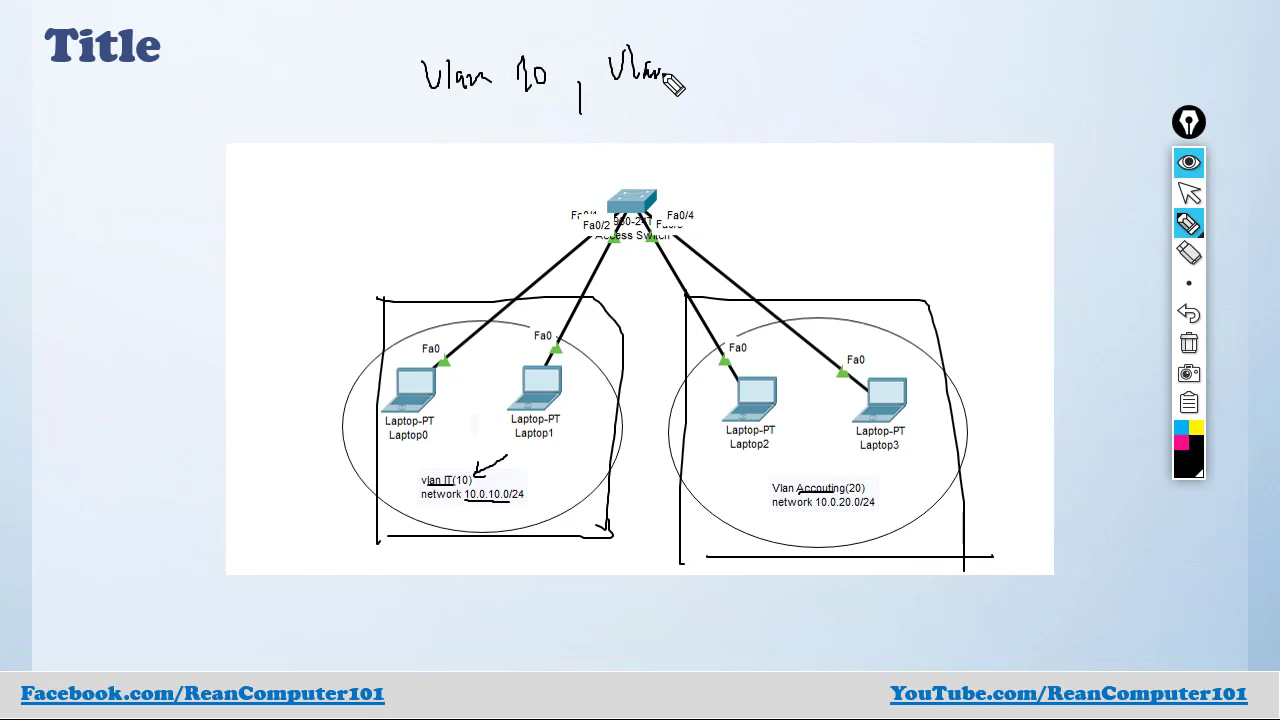 Title
Vlan 10 , Vlan
Fa0/4
Fa0/2
Access Switch
Fa0
Fa0
Fa0
Fa0
Laptop-PT
Laptop0
Laptop-PT
Laptop1
Laptop-PT
Laptop2
Laptop-PT
Laptop3
vlan IT(10)
network 10.0.10.0/24
Vlan Accouting(20)
network 10.0.20.0/24
Facebook.com/ReanComputer101
YouTube.com/ReanComputer101